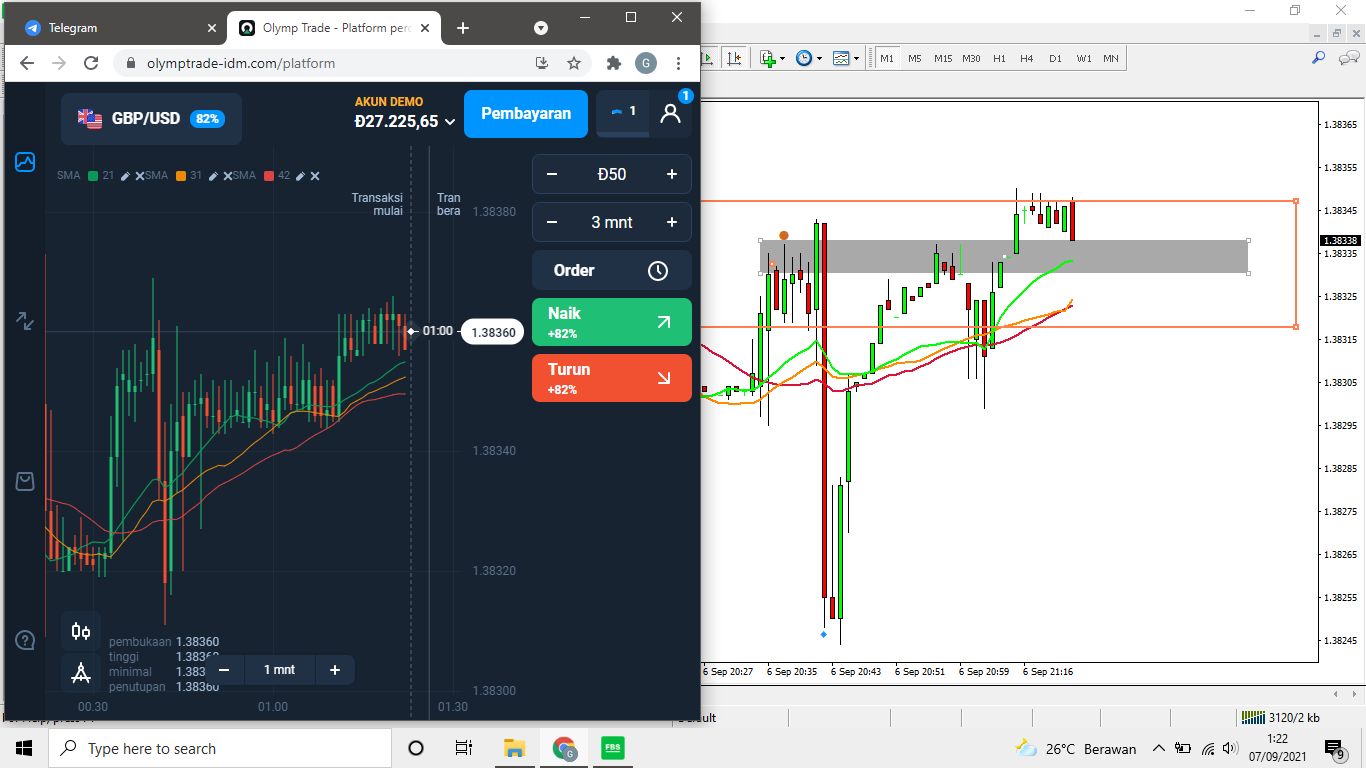 Telegram
Olymp Trade - Platform perd
olymptrade-idm.com/platform
G
GBP/USD 82%
AKUN DEMO
Đ27.225,65
Pembayaran
1
1
SMA 21 SMA 31 SMA 42
Transaksi
mulai
Tran
bera
1.38380
01:00
1.38360
1.38340
1.38320
1.38300
Đ50
3 mnt
Order
Naik
+82%
Turun
+82%
pembukaan 1.38360
tinggi 1.38360
minimal 1.383
penutupan 1.38360
1 mnt
00.30 01.00 01.30
M1 M5 M15 M30 H1 H4 D1 W1 MN
1.38365
1.38355
1.38345
1.38338
1.38335
1.38325
1.38315
1.38305
1.38295
1.38285
1.38275
1.38265
1.38255
1.38245
6 Sep 20:27 6 Sep 20:35 6 Sep 20:43 6 Sep 20:51 6 Sep 20:59 6 Sep 21:16
Default
3120/2 kb
Type here to search
G
FBS
26°C Berawan
1:22
07/09/2021
9